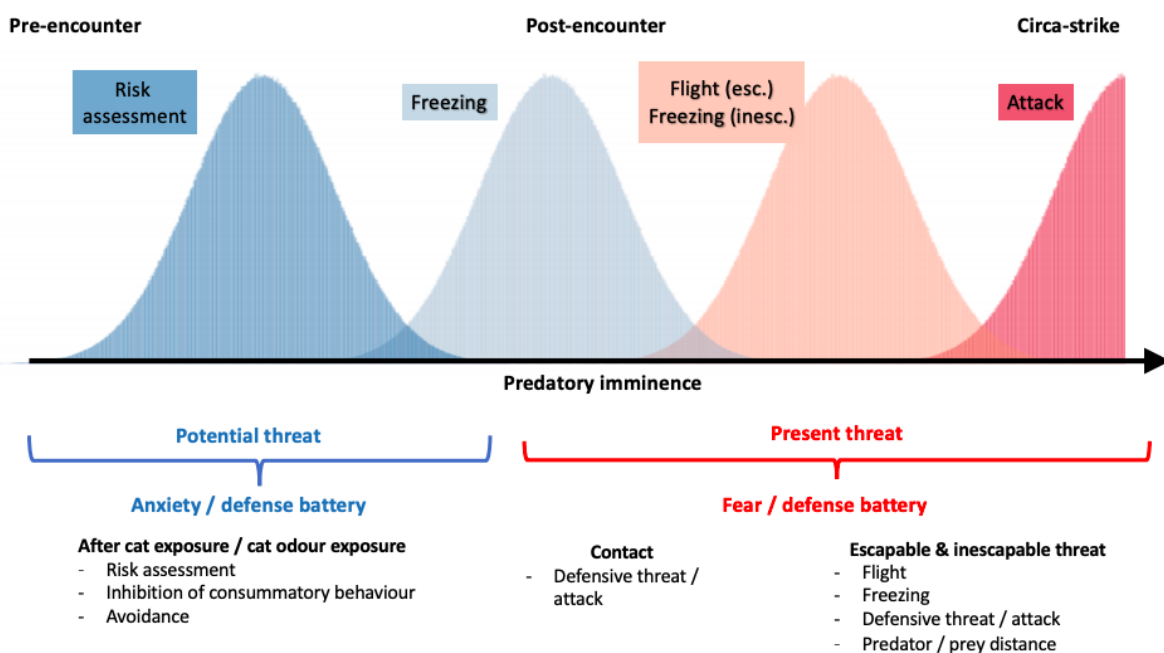 Pre-encounter
Post-encounter
Circa-strike
Risk
assessment
Freezing
Flight (esc.)
Freezing (inesc.)
Attack
Predatory imminence
Potential threat
Present threat
Anxiety / defense battery
Fear / defense battery
After cat exposure / cat odour exposure
- Risk assessment
- Inhibition of consummatory behaviour
- Avoidance
Contact
- Defensive threat /
attack
Escapable & inescapable threat
- Flight
- Freezing
- Defensive threat / attack
- Predator / prey distance